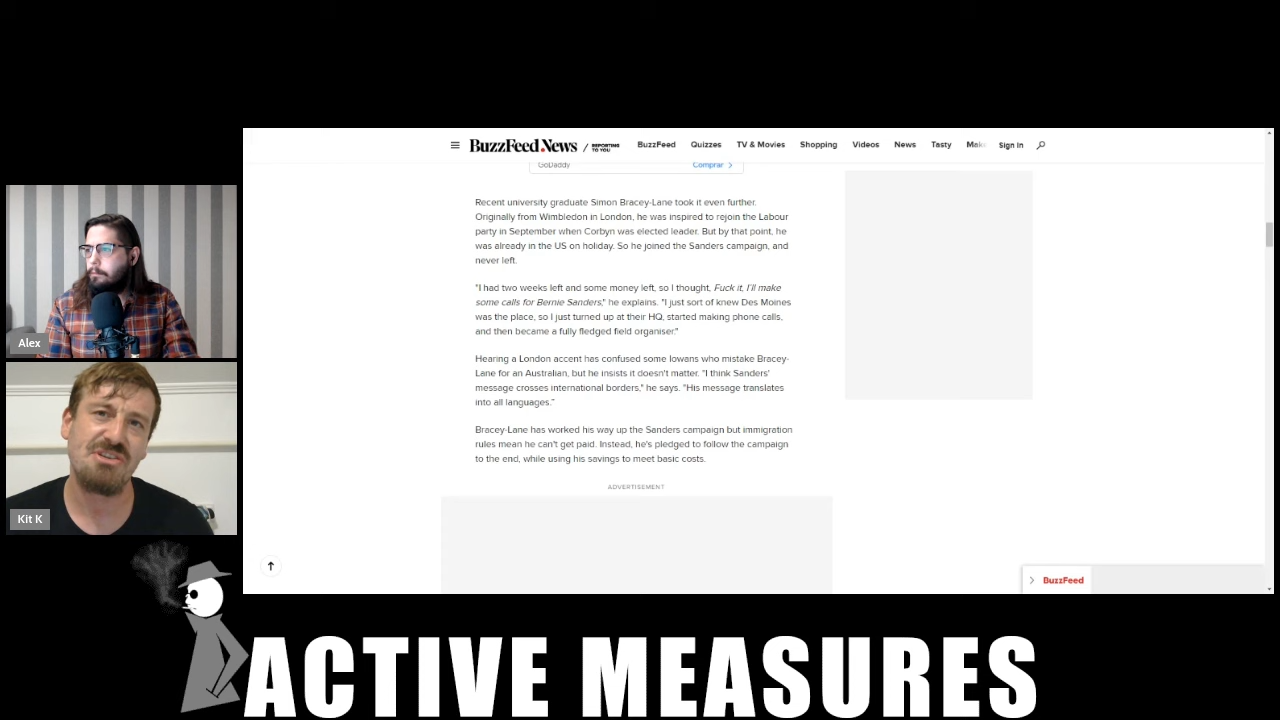 BuzzFeed News / REPORTING TO YOU
BuzzFeed Quizzes TV & Movies Shopping Videos News Tasty Make Sign In
GoDaddy Comprar
Recent university graduate Simon Bracey-Lane took it even further.
Originally from Wimbledon in London, he was inspired to rejoin the Labour
party in September when Corbyn was elected leader. But by that point, he
was already in the US on holiday. So he joined the Sanders campaign, and
never left.
"I had two weeks left and some money left, so I thought, Fuck it, I'll make
some calls for Bernie Sanders," he explains. "I just sort of knew Des Moines
was the place, so I just turned up at their HQ, started making phone calls,
and then became a fully fledged field organiser."
Hearing a London accent has confused some Iowans who mistake Bracey-
Lane for an Australian, but he insists it doesn't matter. "I think Sanders'
message crosses international borders," he says. "His message translates
into all languages."
Bracey-Lane has worked his way up the Sanders campaign but immigration
rules mean he can't get paid. Instead, he's pledged to follow the campaign
to the end, while using his savings to meet basic costs.
ADVERTISEMENT
BuzzFeed
Alex
Kit K
ACTIVE MEASURES